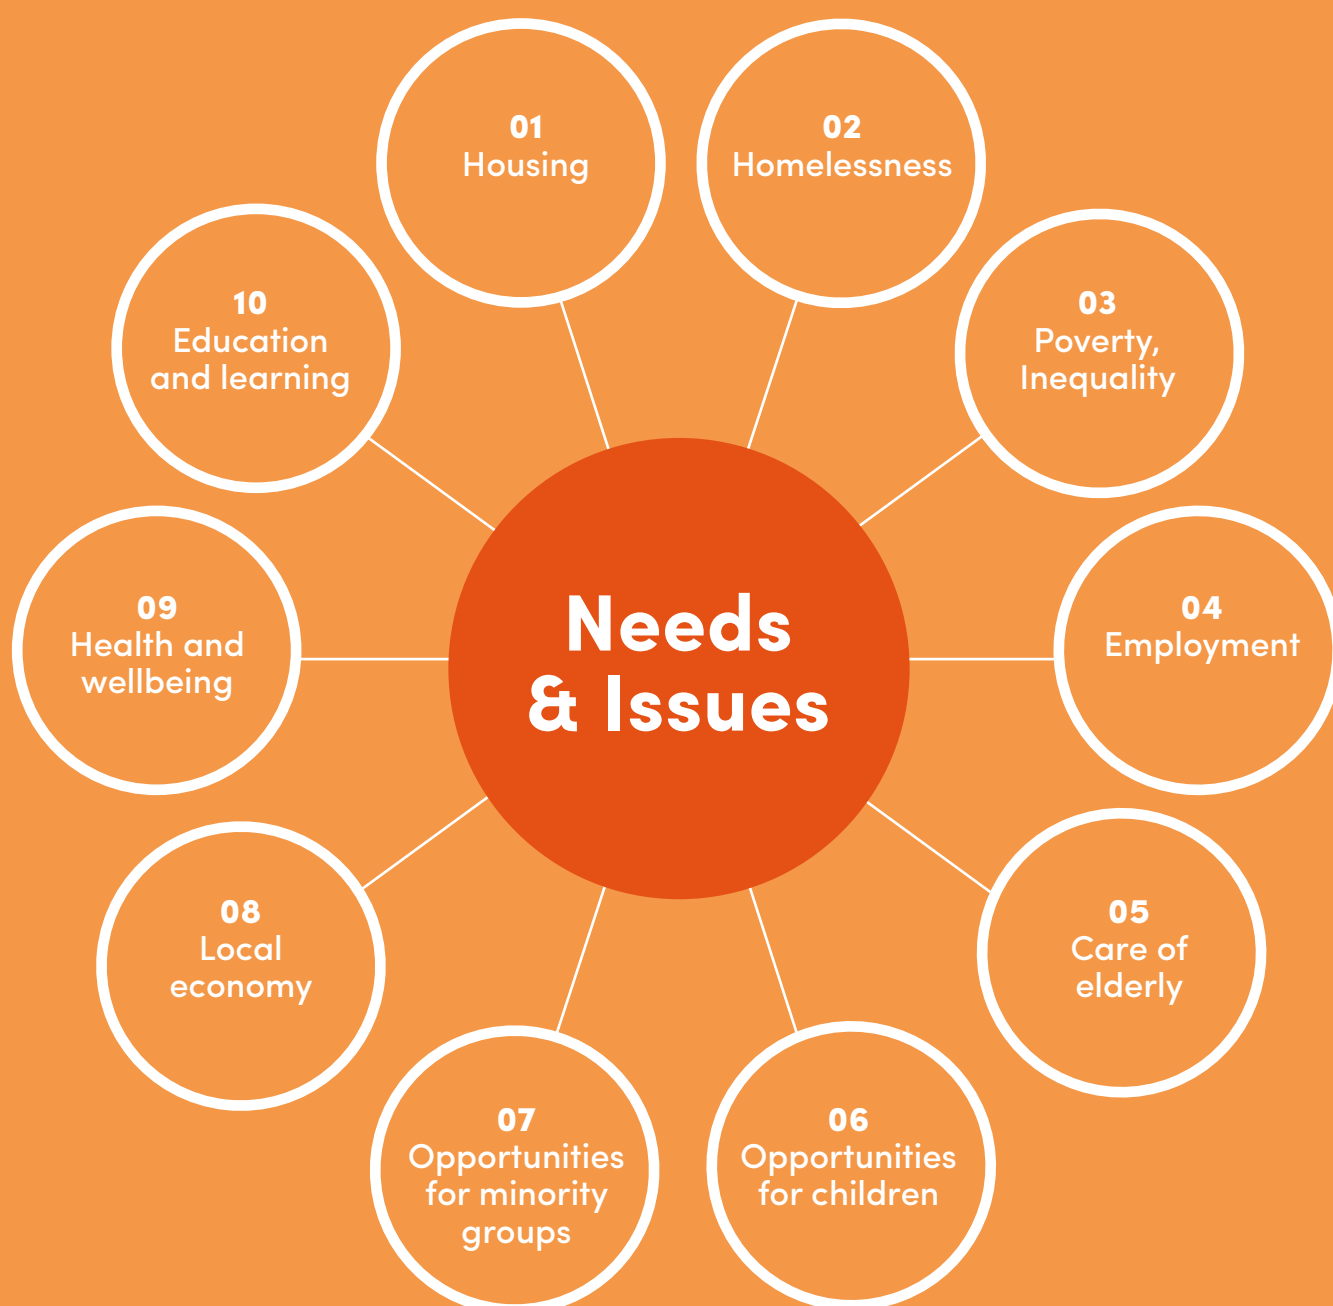 01
Housing
02
Homelessness
03
Poverty,
Inequality
04
Employment
05
Care of
elderly
06
Opportunities
for children
07
Opportunities
for minority
groups
08
Local
economy
09
Health and
wellbeing
10
Education
and learning
Needs
& Issues